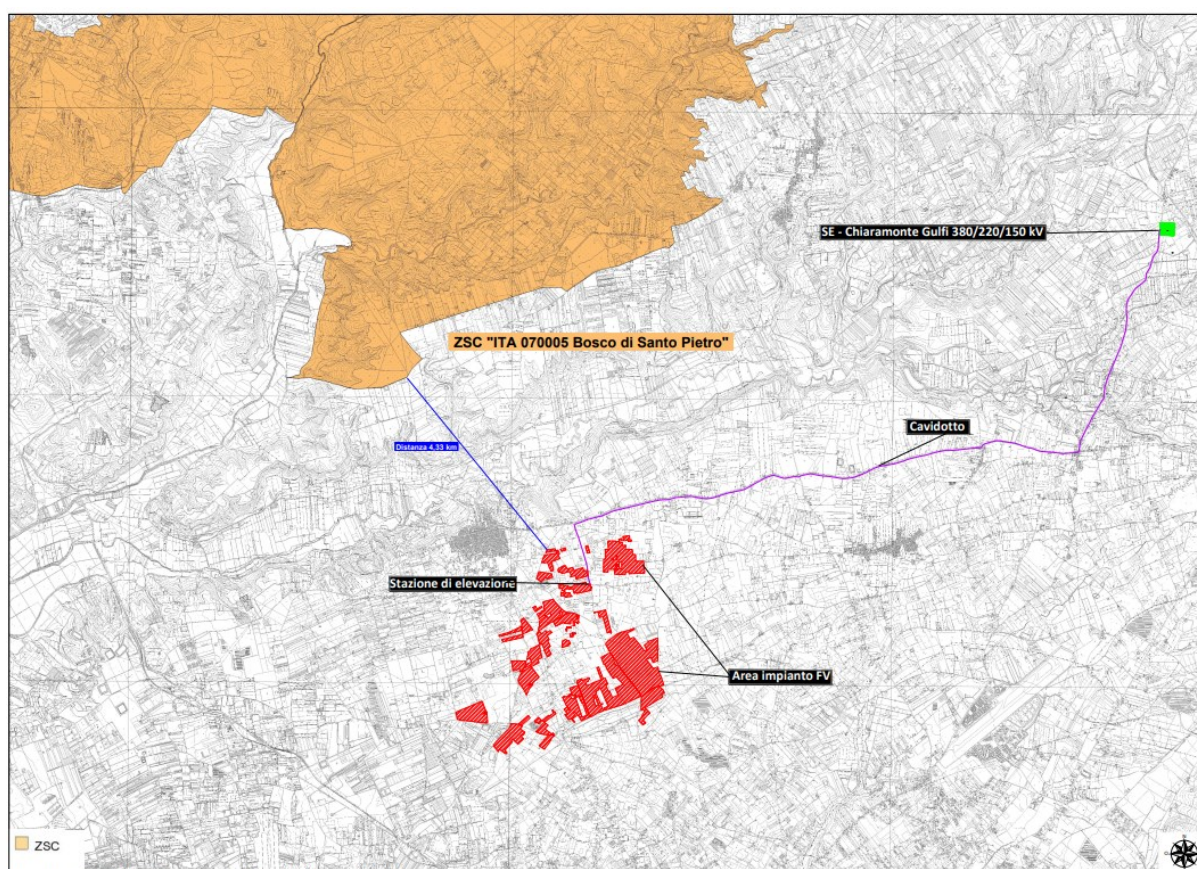 SE - Chiaramonte Gulfi 380/220/150 kV
ZSC "ITA 070005 Bosco di Santo Pietro"
Cavidotto
Distanza 4,33 km
Stazione di elevazione
Area impianto FV
ZSC